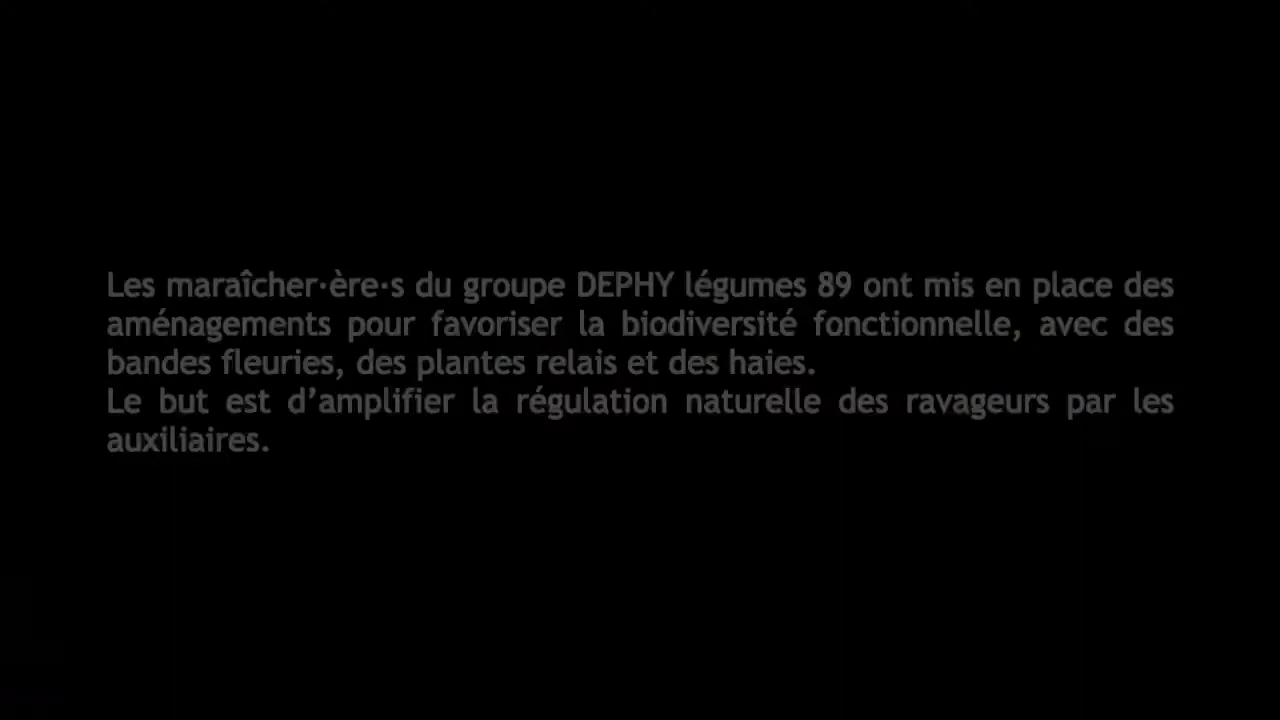 Les maraîcher·ère·s du groupe DEPHY légumes 89 ont mis en place des
aménagements pour favoriser la biodiversité fonctionnelle, avec des
bandes fleuries, des plantes relais et des haies.
Le but est d’amplifier la régulation naturelle des ravageurs par les
auxiliaires.